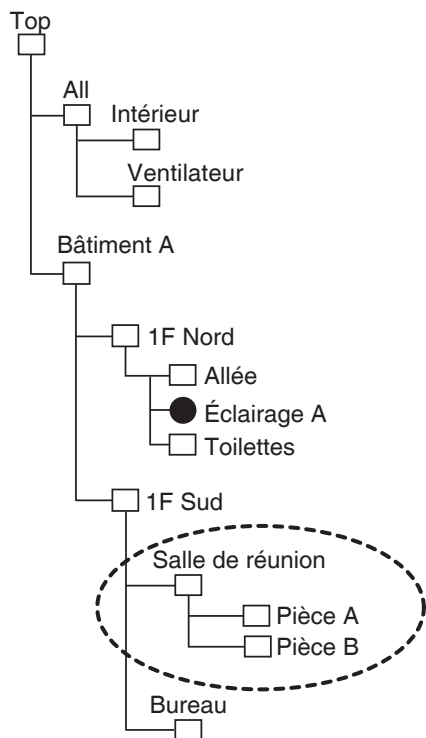 Top
All
Intérieur
Ventilateur
Bâtiment A
1F Nord
Allée
Éclairage A
Toilettes
1F Sud
Salle de réunion
Pièce A
Pièce B
Bureau